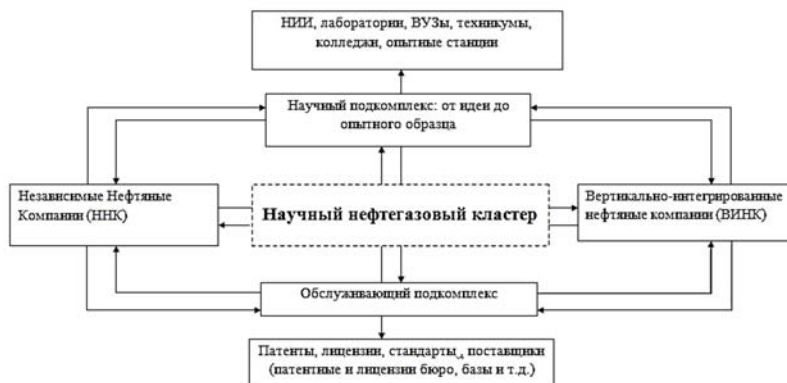 НИИ, лаборатории, ВУЗы, техникумы,
колледжи, опытные станции
Научный подкомплекс: от идеи до
опытного образца
Независимые Нефтяные
Компании (ННК)
Научный нефтегазовый кластер
Вертикально-интегрированные
нефтяные компании (ВИНК)
Обслуживающий подкомплекс
Патенты, лицензии, стандарты, поставщики
(патентные и лицензии бюро, базы и т.д.)